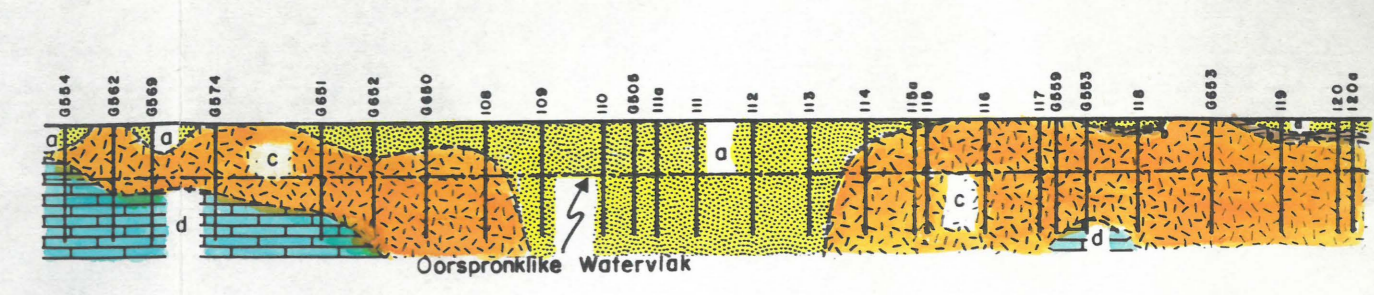 G554 G562 G569 G574 G651 G652 G650 108 109 110 G505 111a 111 112 113 114 115a 115 116 117 G559 G553 118 G653 119 120 120a
a a c a c d d
Oorspronklike Watervlak